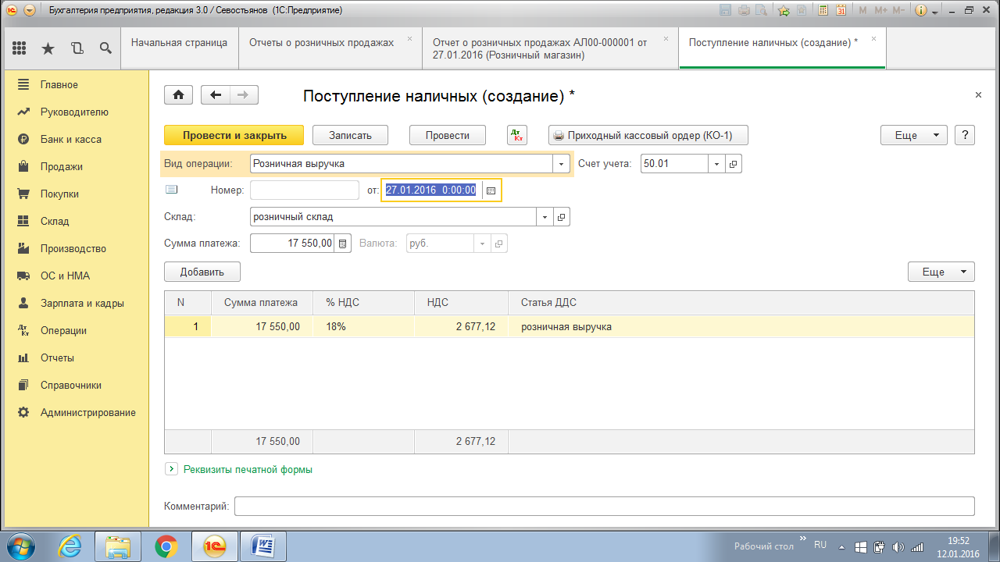 Бухгалтерия предприятия, редакция 3.0 / Севостьянов (1С:Предприятие)
M M+ M-
31
Начальная страница
Отчеты о розничных продажах
Отчет о розничных продажах АЛ00-000001 от
27.01.2016 (Розничный магазин)
Поступление наличных (создание) *
Главное
Руководителю
Банк и касса
Продажи
Покупки
Склад
Производство
ОС и НМА
Зарплата и кадры
Дт Кт Операции
Отчеты
Справочники
Администрирование
Поступление наличных (создание) *
Провести и закрыть
Записать
Провести
Дт Кт
Приходный кассовый ордер (КО-1)
Еще
?
Вид операции: Розничная выручка Счет учета: 50.01
Номер: от: 27.01.2016 0:00:00
Склад: розничный склад
Сумма платежа: 17 550,00 Валюта: руб.
Добавить
Еще
N Сумма платежа % НДС НДС Статья ДДС
1 17 550,00 18% 2 677,12 розничная выручка
17 550,00 2 677,12
Реквизиты печатной формы
Комментарий:
Рабочий стол » RU 19:52
12.01.2016